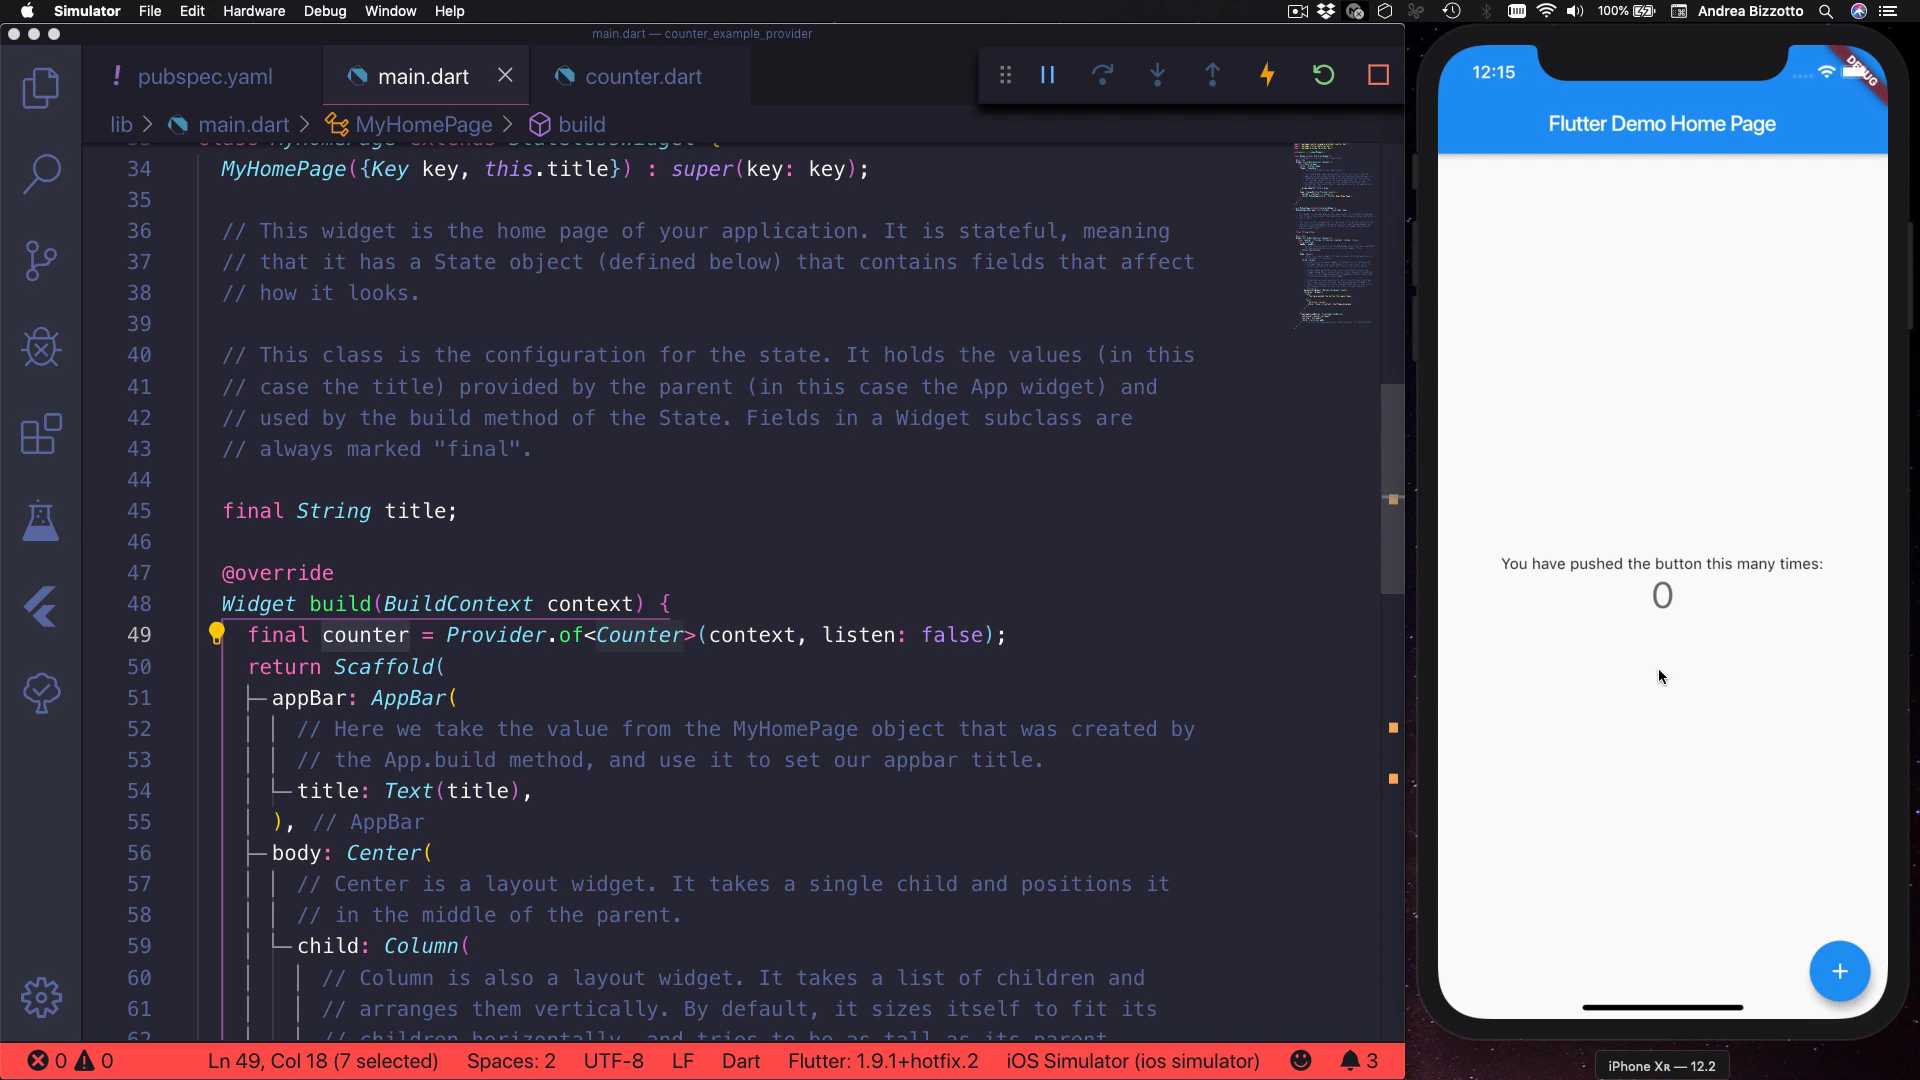 Simulator File Edit Hardware Debug Window Help
100%
Andrea Bizzotto
main.dart — counter_example_provider
! pubspec.yaml
main.dart
counter.dart
lib > main.dart > MyHomePage > build
34 MyHomePage({Key key, this.title}) : super(key: key);
35
36 // This widget is the home page of your application. It is stateful, meaning
37 // that it has a State object (defined below) that contains fields that affect
38 // how it looks.
39
40 // This class is the configuration for the state. It holds the values (in this
41 // case the title) provided by the parent (in this case the App widget) and
42 // used by the build method of the State. Fields in a Widget subclass are
43 // always marked "final".
44
45 final String title;
46
47 @override
48 Widget build(BuildContext context) {
49 final counter = Provider.of<Counter>(context, listen: false);
50 return Scaffold(
51 appBar: AppBar(
52 // Here we take the value from the MyHomePage object that was created by
53 // the App.build method, and use it to set our appbar title.
54 title: Text(title),
55 ), // AppBar
56 body: Center(
57 // Center is a layout widget. It takes a single child and positions it
58 // in the middle of the parent.
59 child: Column(
60 // Column is also a layout widget. It takes a list of children and
61 // arranges them vertically. By default, it sizes itself to fit its
62 // children horizontally, and tries to be as tall as its parent.
0 0
Ln 49, Col 18 (7 selected)
Spaces: 2
UTF-8
LF
Dart
Flutter: 1.9.1+hotfix.2
iOS Simulator (ios simulator)
3
12:15
DEBUG
Flutter Demo Home Page
You have pushed the button this many times:
0
+
iPhone XR — 12.2